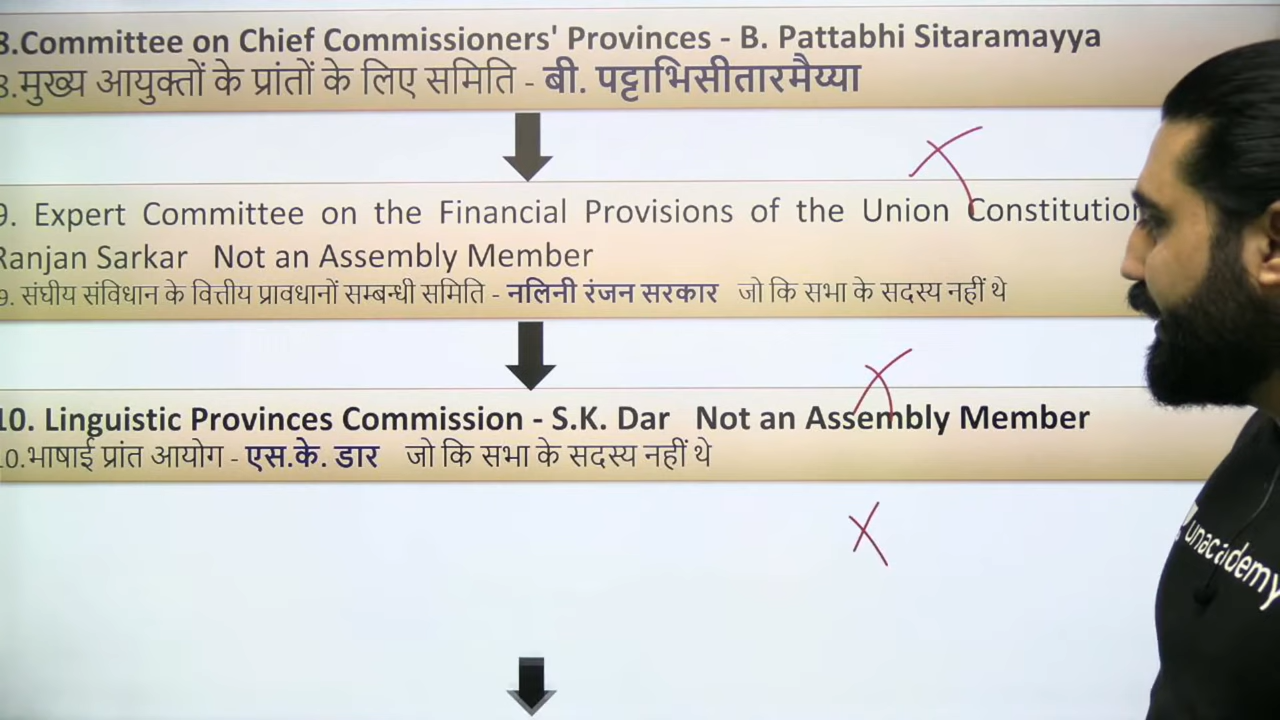 8.Committee on Chief Commissioners' Provinces - B. Pattabhi Sitaramayya
8.मुख्य आयुक्तों के प्रांतों के लिए समिति - बी. पट्टाभिसीतारमैय्या
9. Expert Committee on the Financial Provisions of the Union Constitution
Ranjan Sarkar Not an Assembly Member
9. संघीय संविधान के वित्तीय प्रावधानों सम्बन्धी समिति - नलिनी रंजन सरकार जो कि सभा के सदस्य नहीं थे
10. Linguistic Provinces Commission - S.K. Dar Not an Assembly Member
10.भाषाई प्रांत आयोग - एस.के. डार जो कि सभा के सदस्य नहीं थे
unacademy